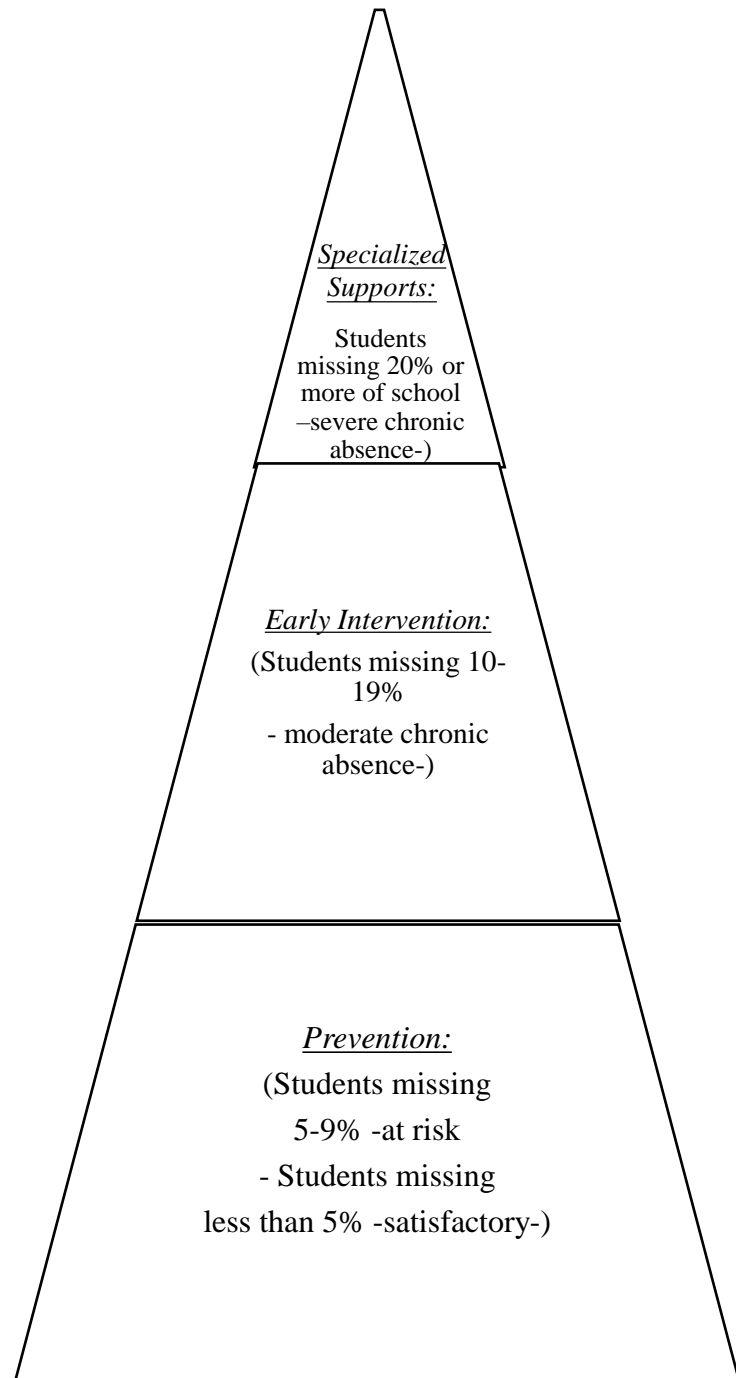 Specialized
Supports:
Students
missing 20% or
more of school
–severe chronic
absence-)
Early Intervention:
(Students missing 10-
19%
- moderate chronic
absence-)
Prevention:
(Students missing
5-9% -at risk
- Students missing
less than 5% -satisfactory-)